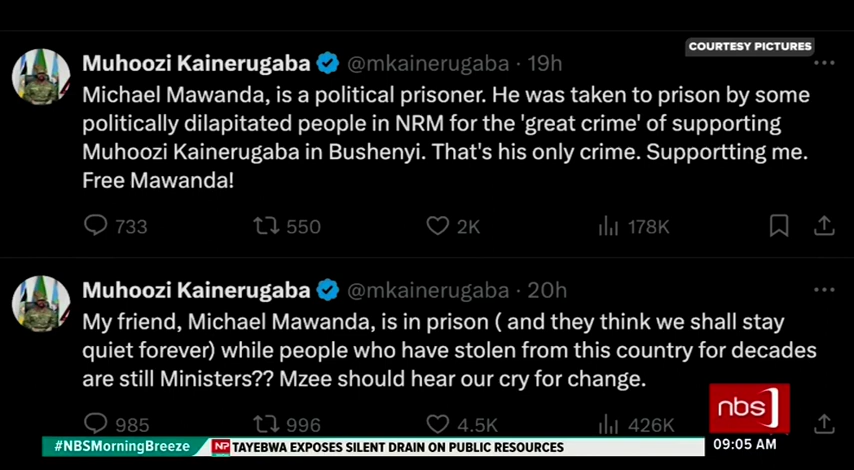 COURTESY PICTURES
Muhoozi Kainerugaba @mkainerugaba · 19h
Michael Mawanda, is a political prisoner. He was taken to prison by some
politically dilapitated people in NRM for the 'great crime' of supporting
Muhoozi Kainerugaba in Bushenyi. That's his only crime. Supportting me.
Free Mawanda!
733 550 2K 178K
Muhoozi Kainerugaba @mkainerugaba · 20h
My friend, Michael Mawanda, is in prison ( and they think we shall stay
quiet forever) while people who have stolen from this country for decades
are still Ministers?? Mzee should hear our cry for change.
985 996 4.5K 426K
nbs
#NBSMorningBreeze NP TAYEBWA EXPOSES SILENT DRAIN ON PUBLIC RESOURCES 09:05 AM